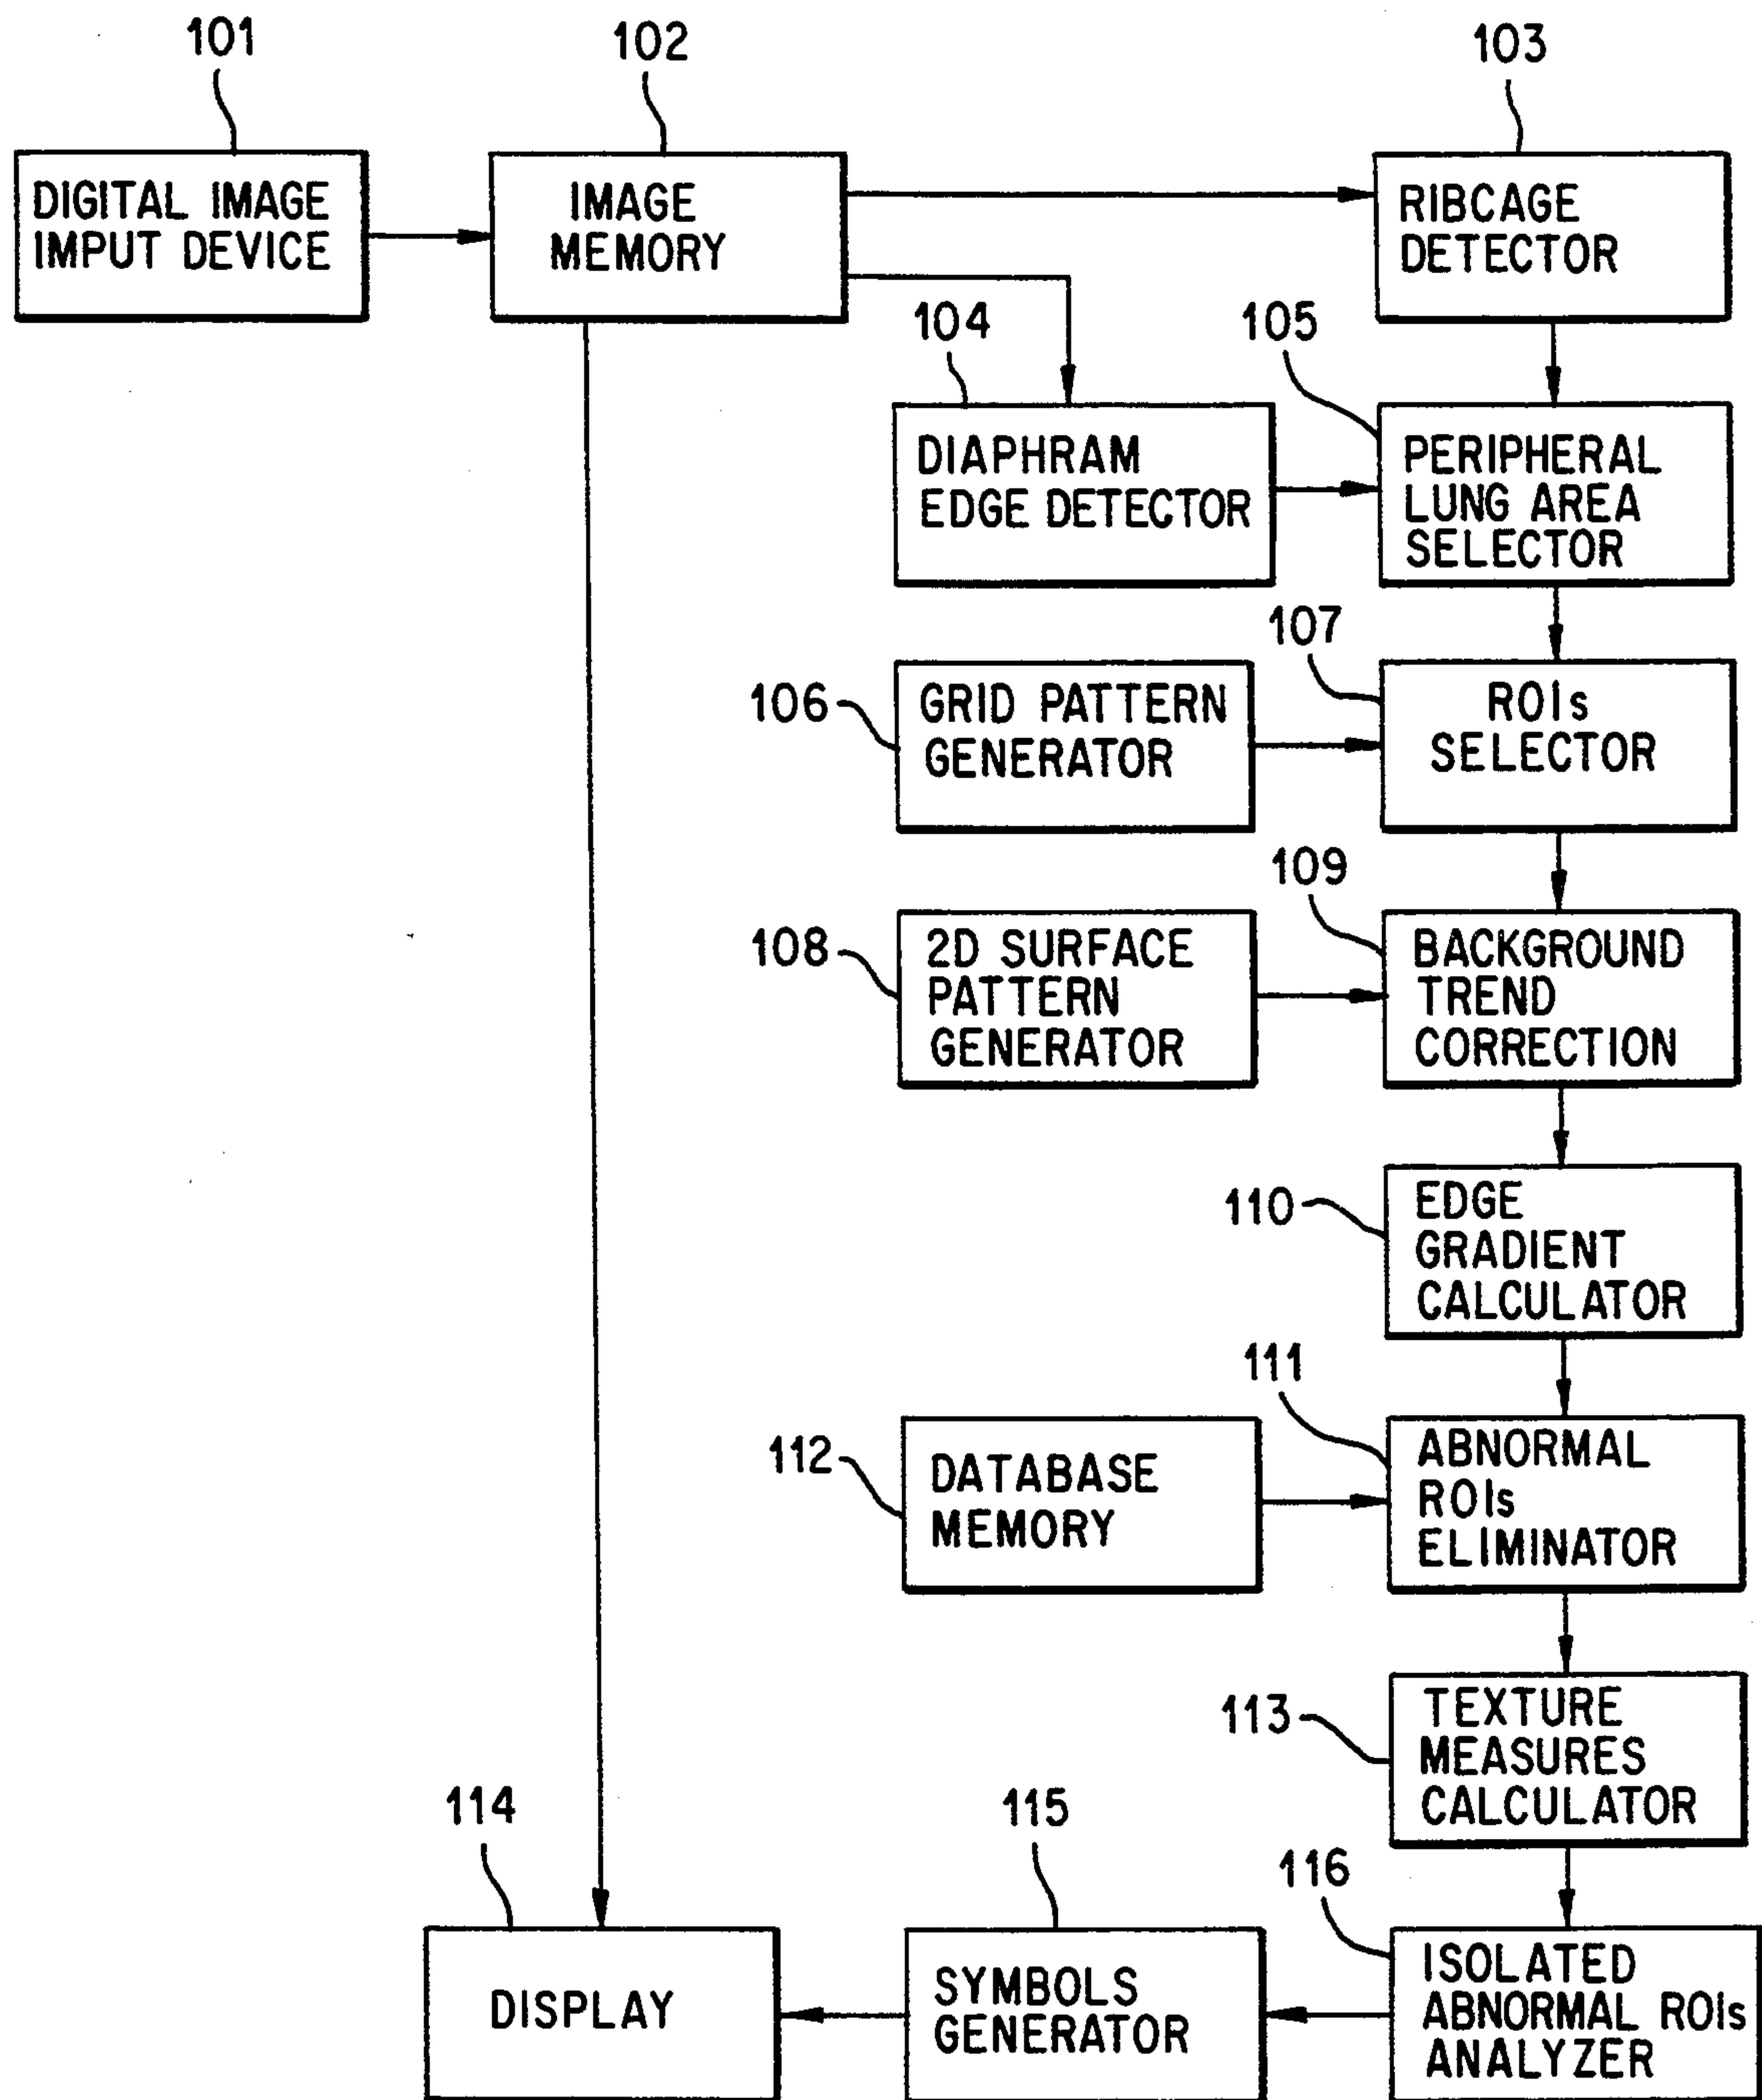 101
102
103
DIGITAL IMAGE
IMPUT DEVICE
IMAGE
MEMORY
RIBCAGE
DETECTOR
104
105
DIAPHRAM
EDGE DETECTOR
PERIPHERAL
LUNG AREA
SELECTOR
107
106
GRID PATTERN
GENERATOR
ROIs
SELECTOR
109
108
2D SURFACE
PATTERN
GENERATOR
BACKGROUND
TREND
CORRECTION
110
EDGE
GRADIENT
CALCULATOR
111
112
DATABASE
MEMORY
ABNORMAL
ROIs
ELIMINATOR
113
TEXTURE
MEASURES
CALCULATOR
114
115
116
DISPLAY
SYMBOLS
GENERATOR
ISOLATED
ABNORMAL ROIs
ANALYZER